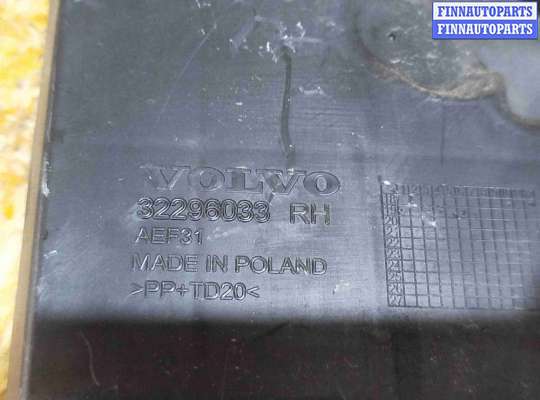 FINNAUTOPARTS
FINNAUTOPARTS
VOLVO
32296033 RH
AEF31
MADE IN POLAND
>PP+TD20<